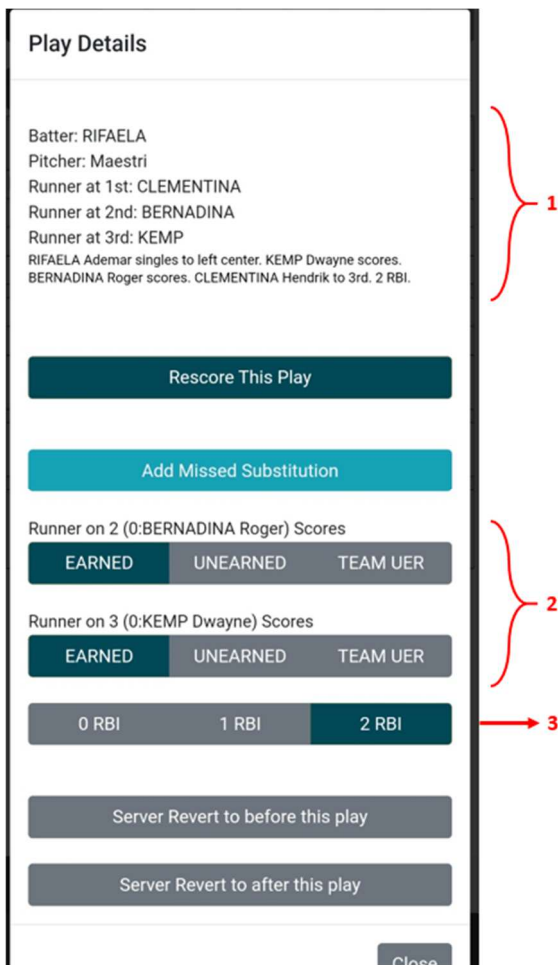 Play Details
Batter: RIFAELA
Pitcher: Maestri
Runner at 1st: CLEMENTINA
Runner at 2nd: BERNADINA
Runner at 3rd: KEMP
RIFAELA Ademar singles to left center. KEMP Dwayne scores.
BERNADINA Roger scores. CLEMENTINA Hendrik to 3rd. 2 RBI.
1
Rescore This Play
Add Missed Substitution
Runner on 2 (0:BERNADINA Roger) Scores
EARNED UNEARNED TEAM UER
2
Runner on 3 (0:KEMP Dwayne) Scores
EARNED UNEARNED TEAM UER
0 RBI 1 RBI 2 RBI
3
Server Revert to before this play
Server Revert to after this play
Close